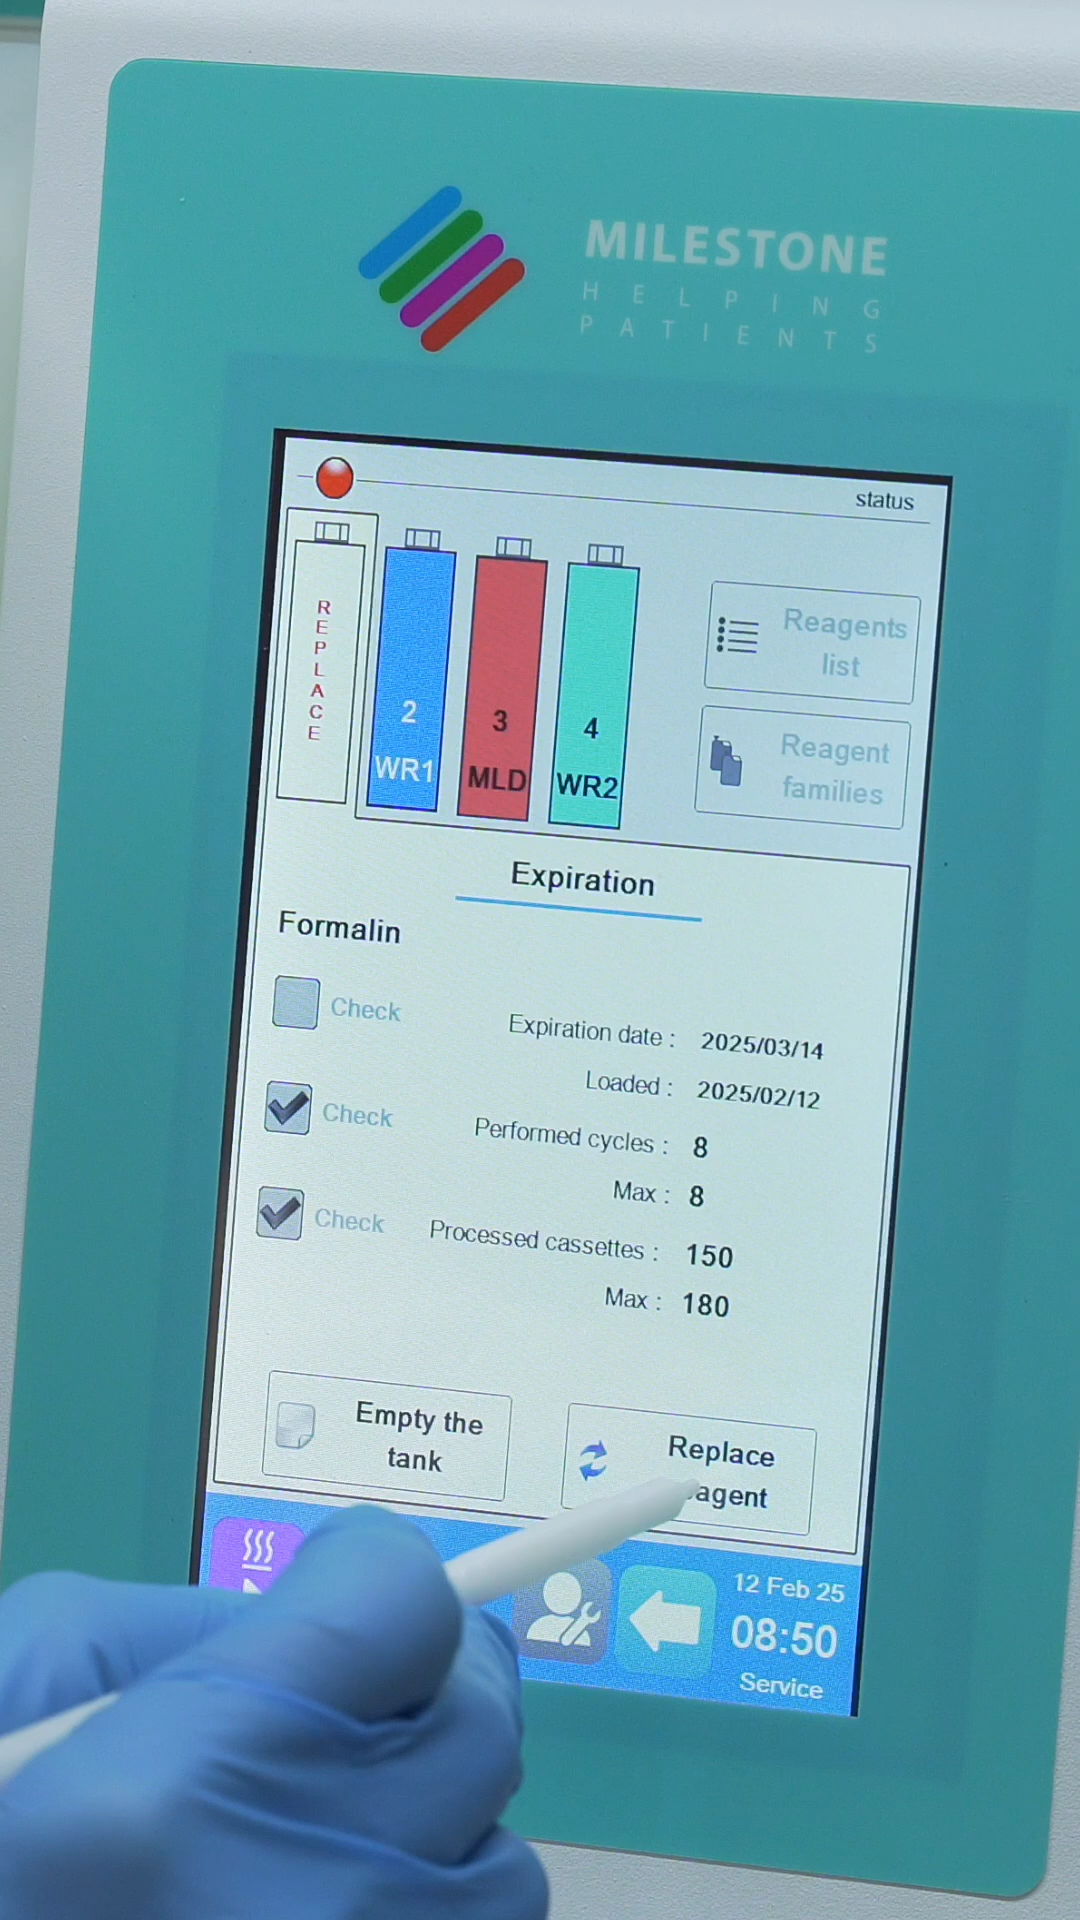 MILESTONE
HELPING
PATIENTS
status
REPLACE
2
WR1
3
MLD
4
WR2
Reagents
list
Reagent
families
Expiration
Formalin
Check
Expiration date : 2025/03/14
Loaded : 2025/02/12
Check
Performed cycles : 8
Max : 8
Check
Processed cassettes : 150
Max : 180
Empty the
tank
Replace
12 Feb 25
08:50
Service